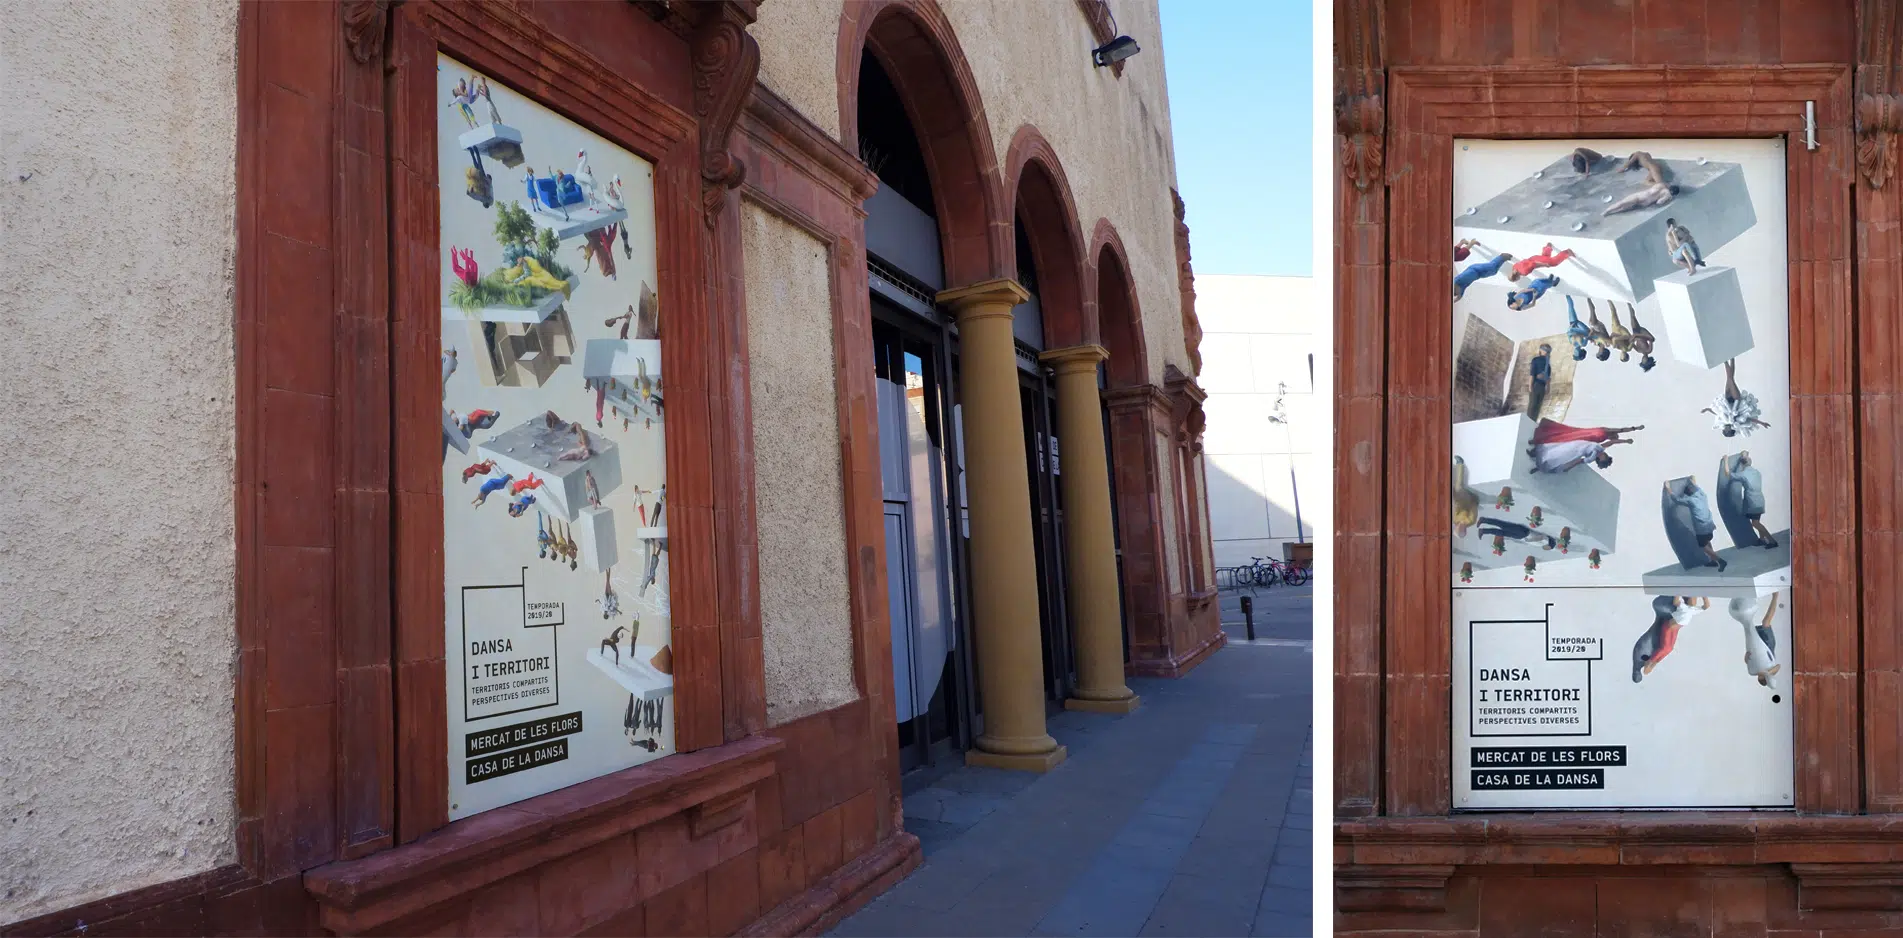 TEMPORADA
2019/20
DANSA
I TERRITORI
TERRITORIS COMPARTITS
PERSPECTIVES DIVERSES
MERCAT DE LES FLORS
CASA DE LA DANSA
TEMPORADA
2019/20
DANSA
I TERRITORI
TERRITORIS COMPARTITS
PERSPECTIVES DIVERSES
MERCAT DE LES FLORS
CASA DE LA DANSA